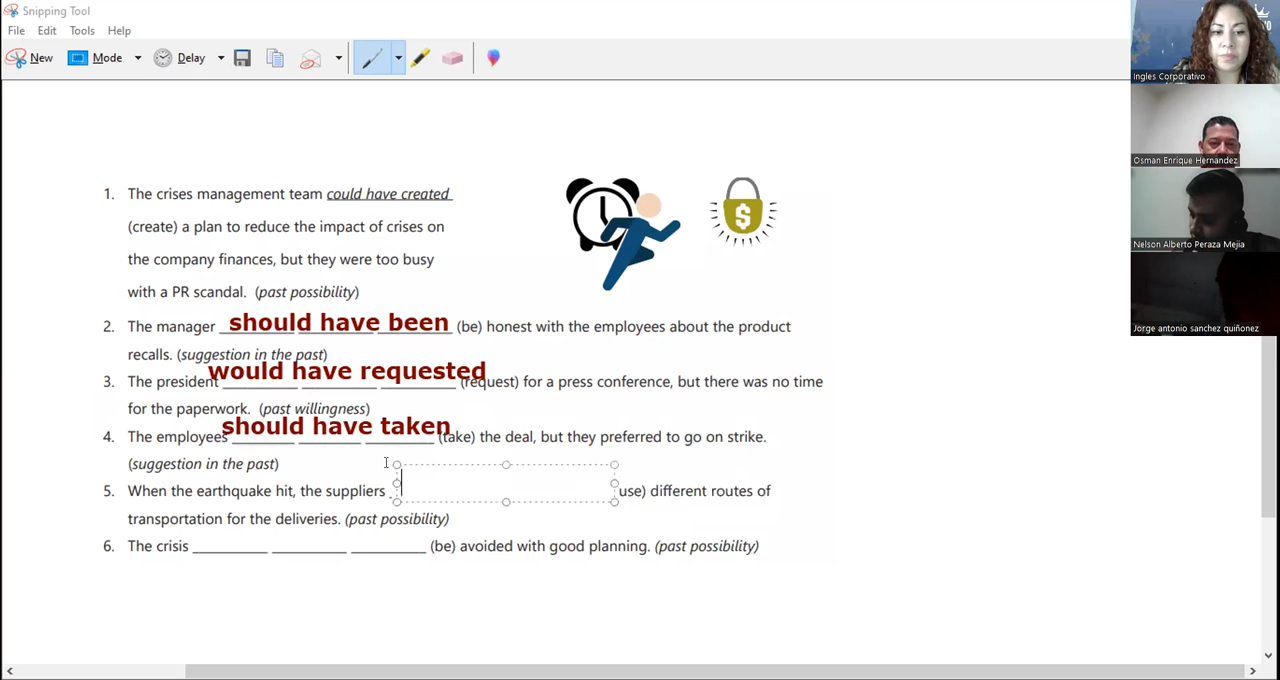 Snipping Tool
File Edit Tools Help
New Mode Delay
Ingles Corporativo
Osman Enrique Hernandez
Nelson Alberto Peraza Mejia
Jorge antonio sanchez quiñonez
1. The crises management team could have created
(create) a plan to reduce the impact of crises on
the company finances, but they were too busy
with a PR scandal. (past possibility)
2. The manager should have been (be) honest with the employees about the product
recalls. (suggestion in the past)
3. The president would have requested (request) for a press conference, but there was no time
for the paperwork. (past willingness)
4. The employees should have taken (take) the deal, but they preferred to go on strike.
(suggestion in the past)
5. When the earthquake hit, the suppliers use) different routes of
transportation for the deliveries. (past possibility)
6. The crisis __________ __________ __________ (be) avoided with good planning. (past possibility)